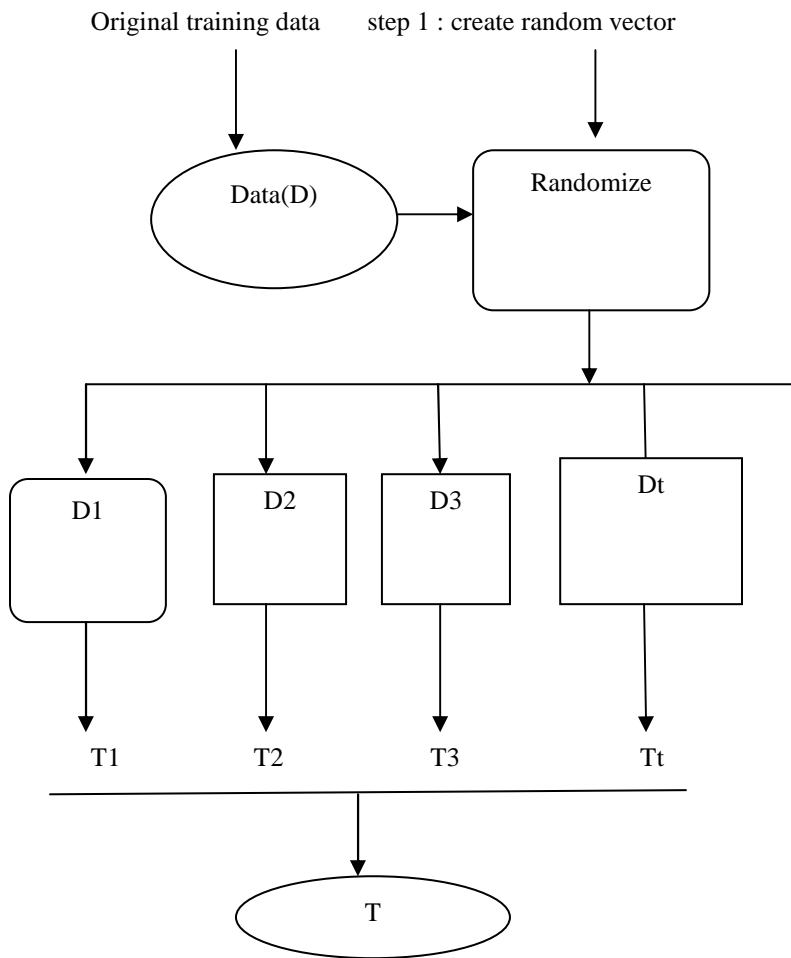 Original training data
step 1 : create random vector
Data(D)
Randomize
D1
D2
D3
Dt
T1
T2
T3
Tt
T